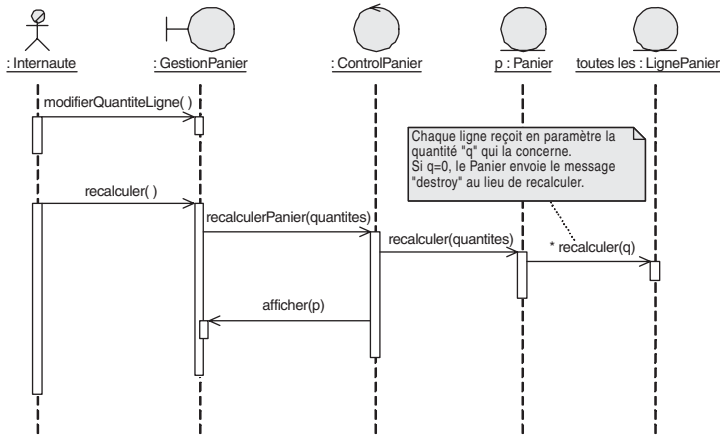 : Internaute
: GestionPanier
: ControlPanier
p : Panier
toutes les : LignePanier
modifierQuantiteLigne( )
Chaque ligne reçoit en paramètre la
quantité "q" qui la concerne.
Si q=0, le Panier envoie le message
"destroy" au lieu de recalculer.
recalculer( )
recalculerPanier(quantites)
recalculer(quantites)
* recalculer(q)
afficher(p)